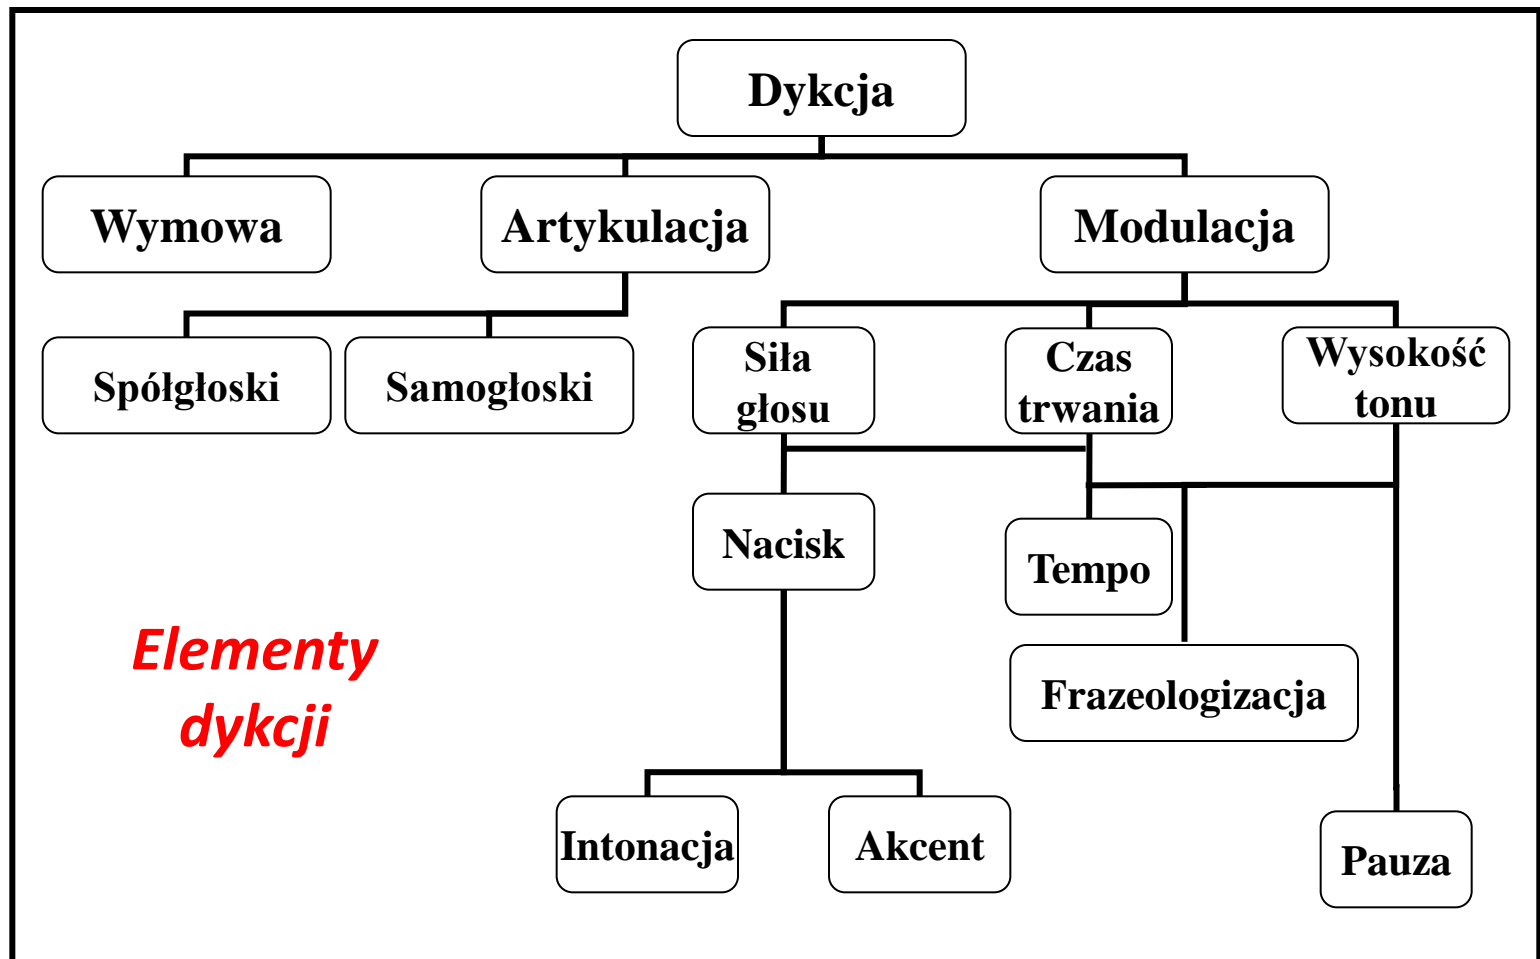 Dykcja
Wymowa
Artykulacja
Modulacja
Spółgłoski
Samogłoski
Siła
głosu
Czas
trwania
Wysokość
tonu
Nacisk
Tempo
Frazeologizacja
Elementy
dykcji
Intonacja
Akcent
Pauza